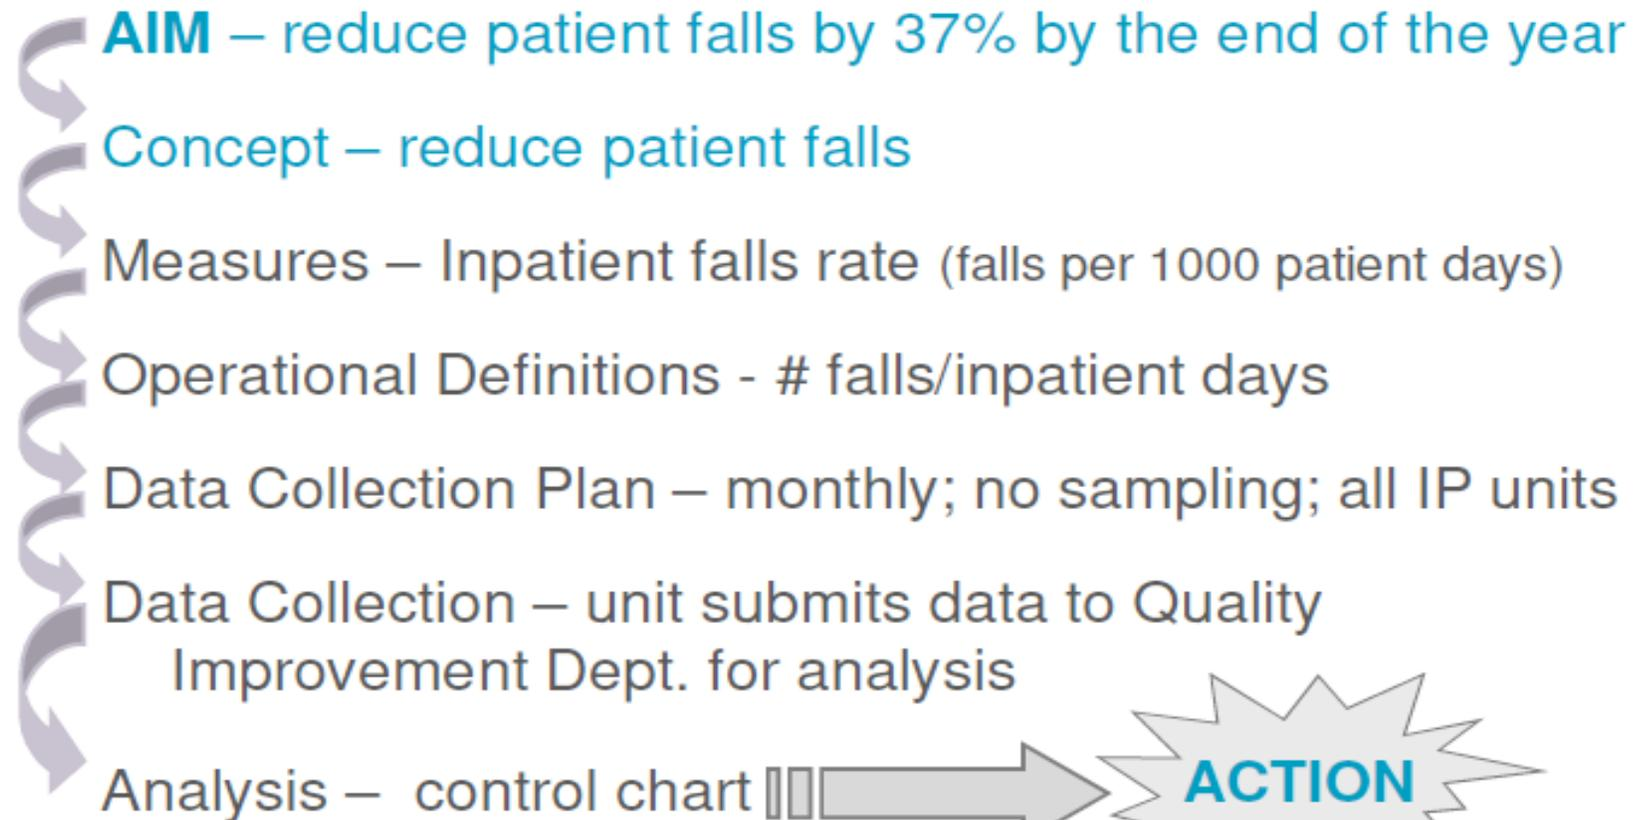 AIM – reduce patient falls by 37% by the end of the year
Concept – reduce patient falls
Measures – Inpatient falls rate (falls per 1000 patient days)
Operational Definitions - # falls/inpatient days
Data Collection Plan – monthly; no sampling; all IP units
Data Collection – unit submits data to Quality
Improvement Dept. for analysis
Analysis – control chart
ACTION